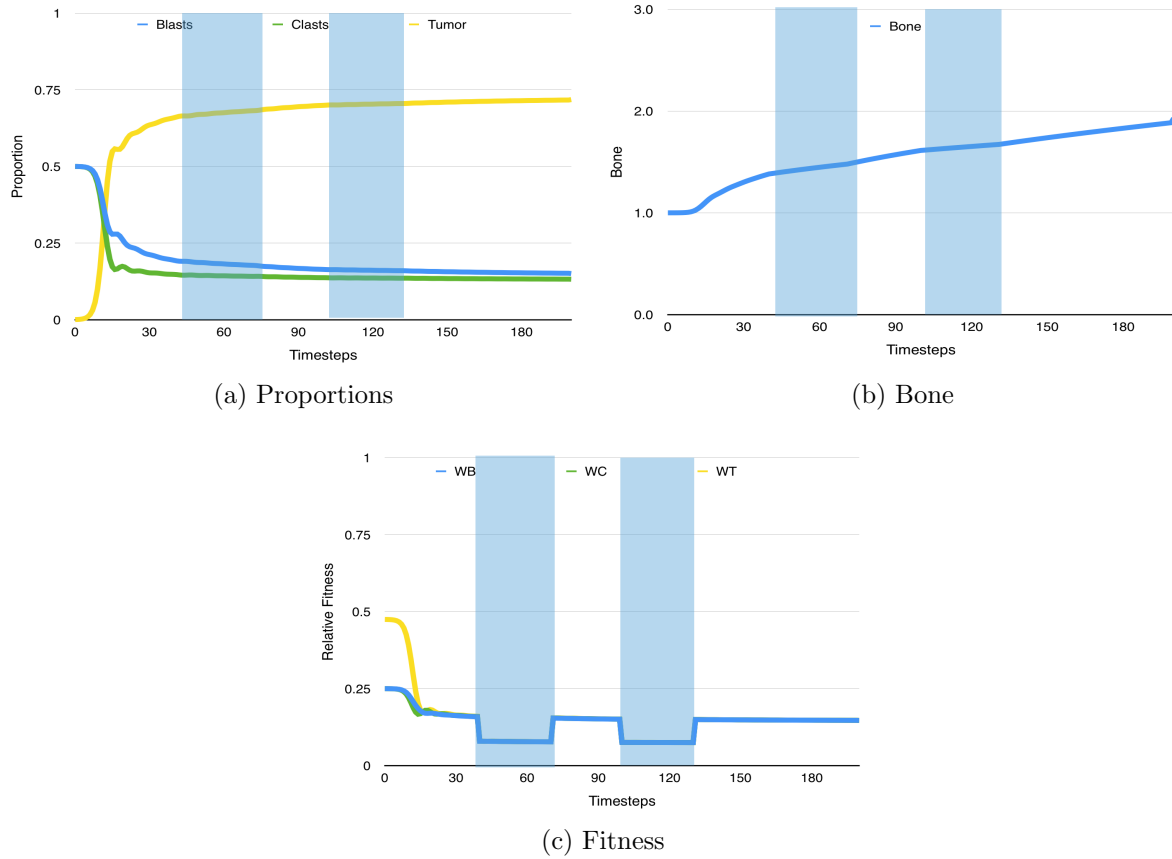 1
Blasts Clasts Tumor
0.75
0.5
0.25
0
Proportion
0 30 60 90 120 150 180
Timesteps
(a) Proportions
3.0
Bone
2.0
1.0
0.0
Bone
0 30 60 90 120 150 180
Timesteps
(b) Bone
1
WB WC WT
0.75
0.5
0.25
0
Relative Fitness
0 30 60 90 120 150 180
Timesteps
(c) Fitness